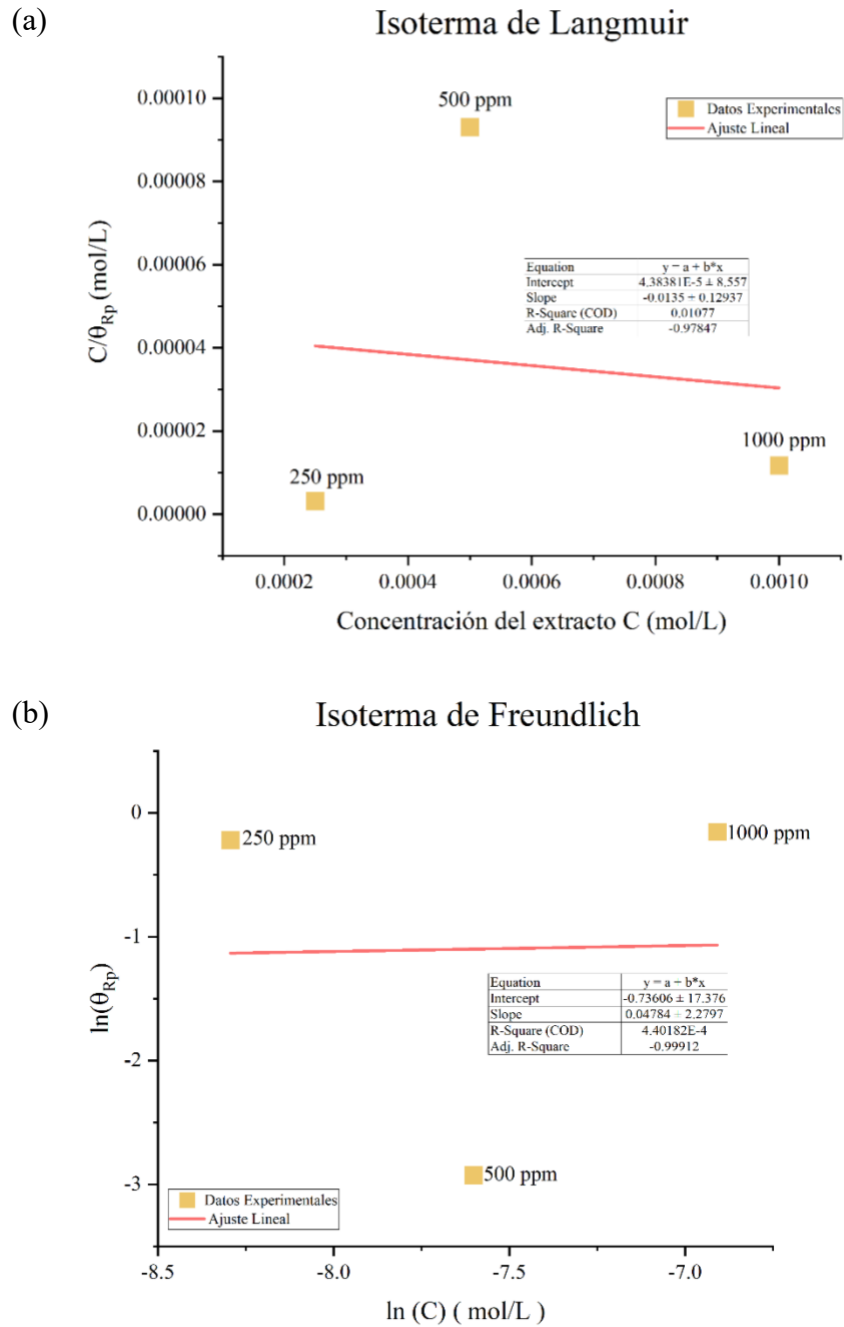 (a)
Isoterma de Langmuir
0.00010
0.00008
0.00006
0.00004
0.00002
0.00000
C/θRp (mol/L)
500 ppm
250 ppm
1000 ppm
Datos Experimentales
Ajuste Lineal
Equation y = a + b*x
Intercept 4.38381E-5 ± 8.557
Slope -0.0135 ± 0.12937
R-Square (COD) 0.01077
Adj. R-Square -0.97847
0.0002 0.0004 0.0006 0.0008 0.0010
Concentración del extracto C (mol/L)
(b)
Isoterma de Freundlich
0
-1
-2
-3
ln(θRp)
250 ppm
1000 ppm
500 ppm
Equation y = a + b*x
Intercept -0.73606 ± 17.376
Slope 0.04784 ± 2.2797
R-Square (COD) 4.40182E-4
Adj. R-Square -0.99912
Datos Experimentales
Ajuste Lineal
-8.5 -8.0 -7.5 -7.0
ln (C) ( mol/L )